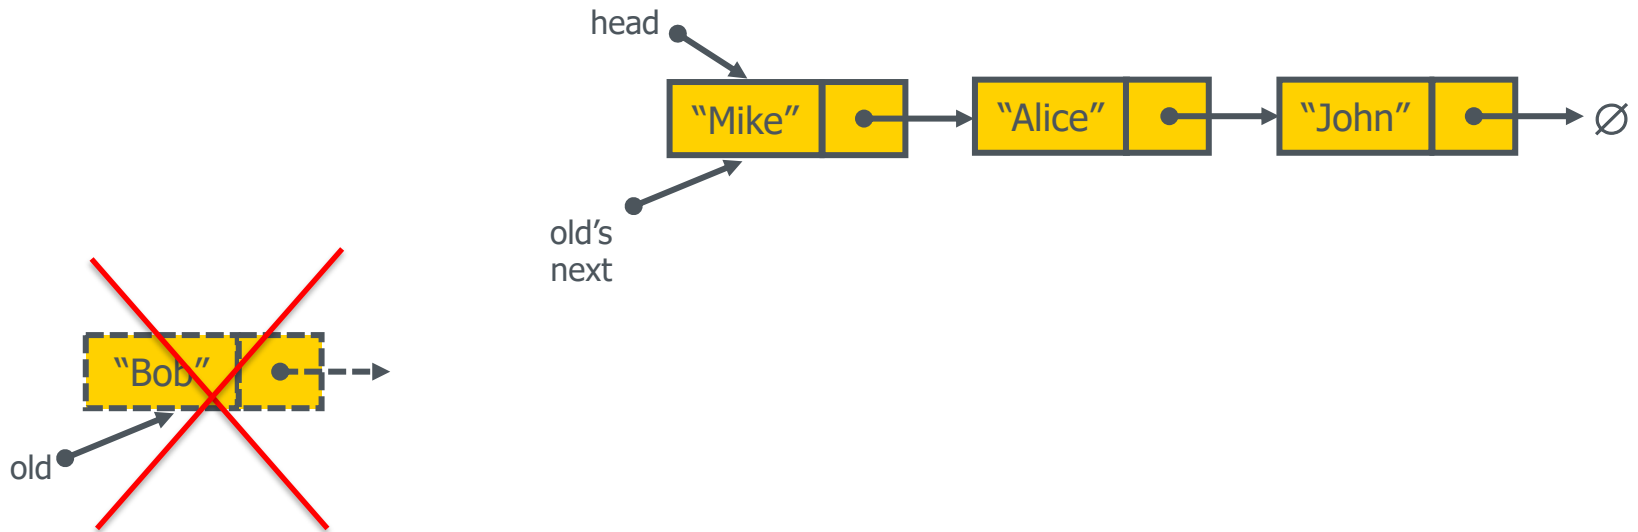 head
“Mike”
“Alice”
“John”
∅
old’s
next
“Bob”
old